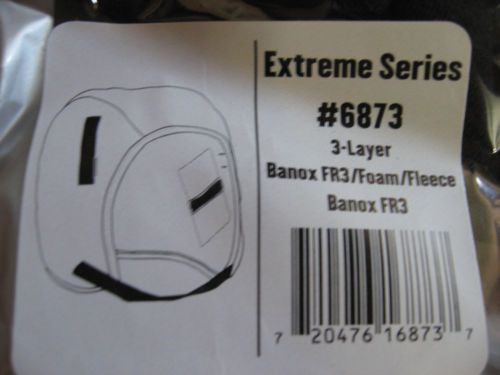 Extreme Series
#6873
3-Layer
Banox FR3/Foam/Fleece
Banox FR3
7 20476 16873 7